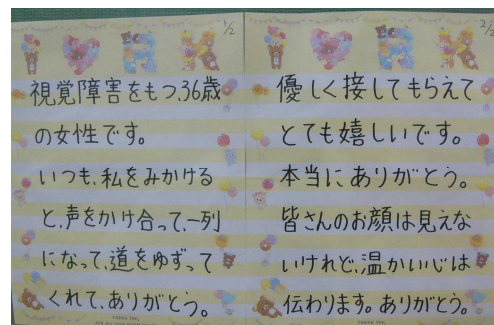 1/2
視覚障害をもつ、36歳
の女性です。
いつも、私をみかける
と、声をかけ合って、一列
になって、道をゆずって
くれて、ありがとう。
2/2
優しく接してもらえて
とても嬉しいです。
本当に、ありがとう。
皆さんのお顔は見えな
いけれど、温かい心は
伝わります。ありがとう。